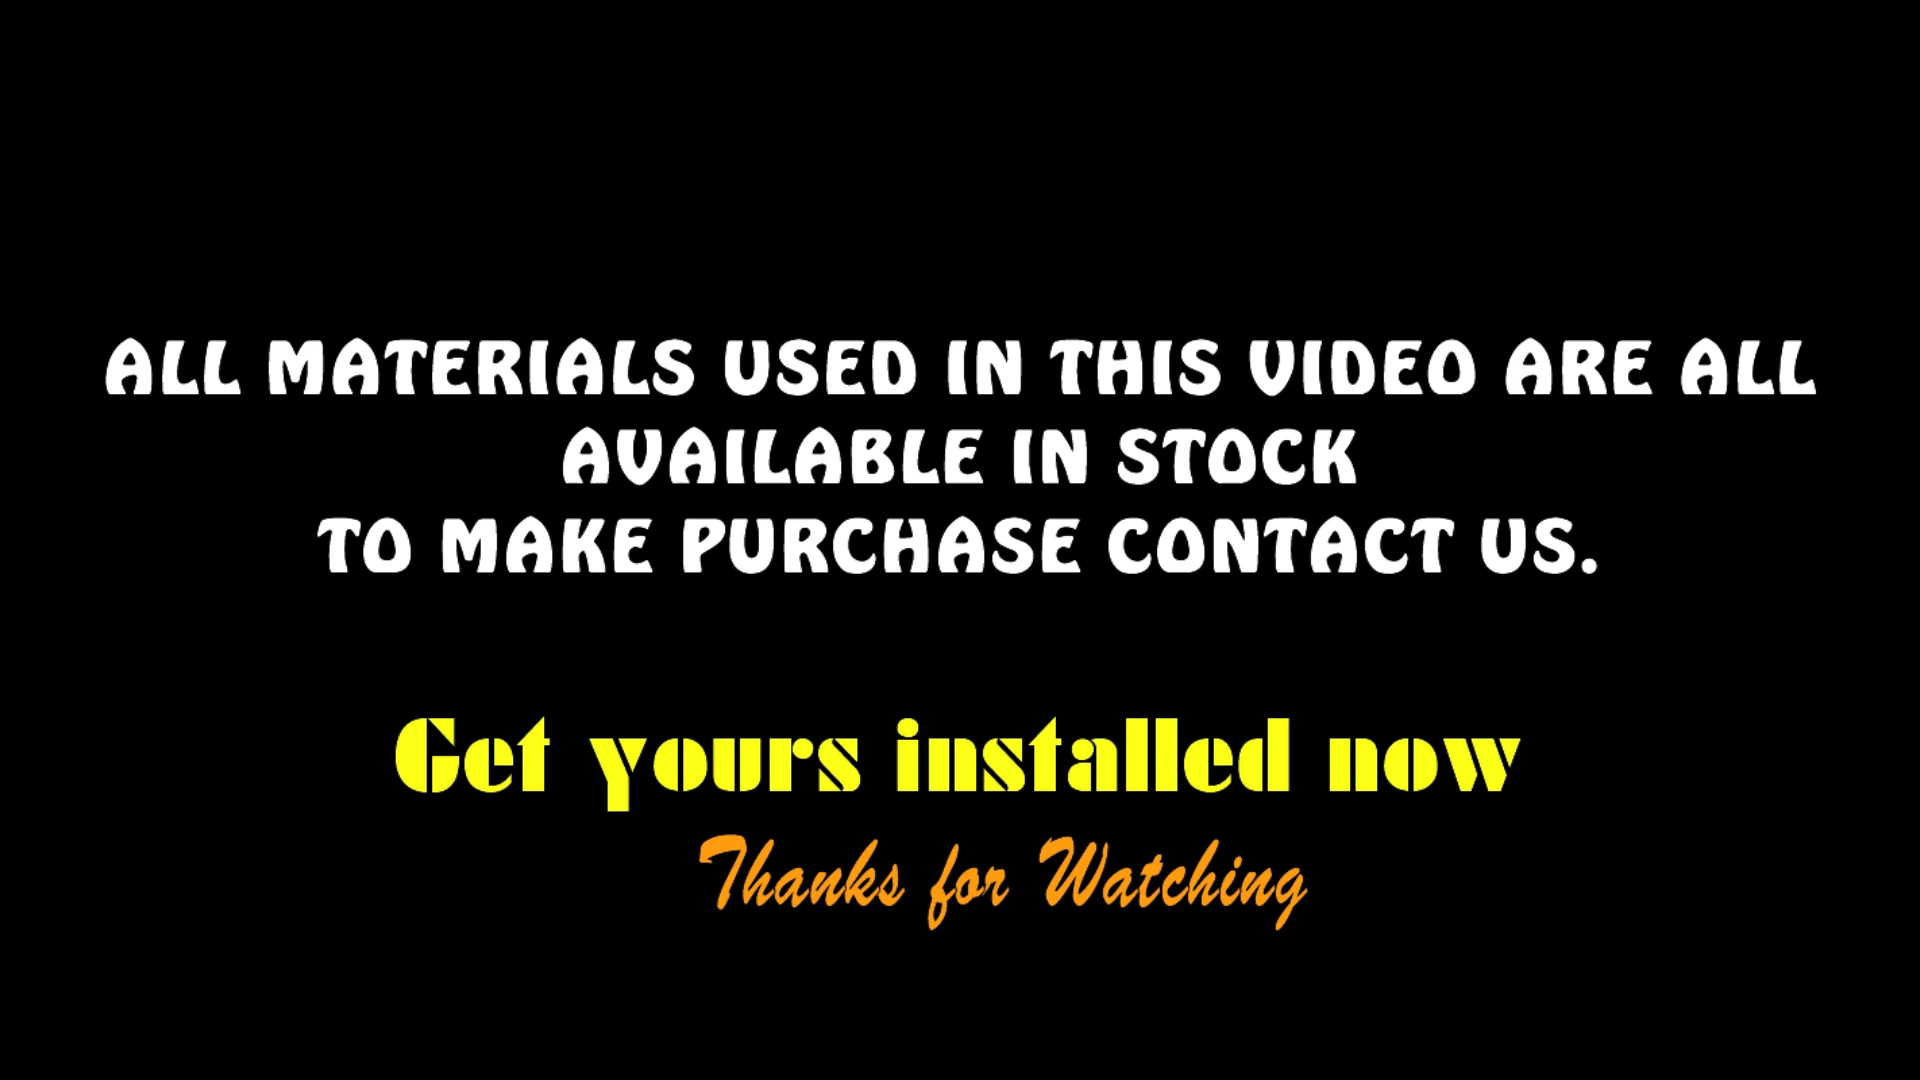 ALL MATERIALS USED IN THIS VIDEO ARE ALL
AVAILABLE IN STOCK
TO MAKE PURCHASE CONTACT US.
Get yours installed now
Thanks for Watching